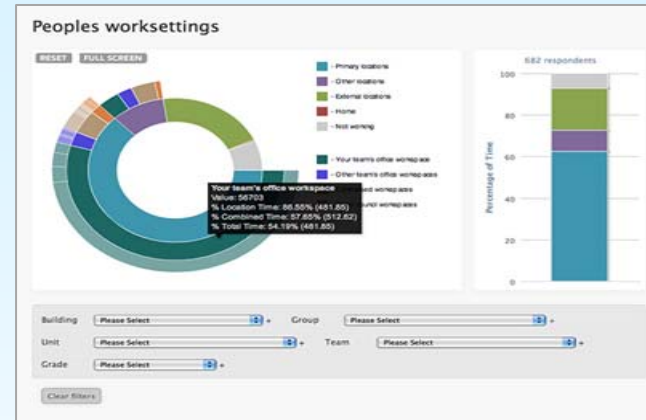 Peoples worksettings
RESET FULL SCREEN
- Primary locations
- Other locations
- External locations
- Home
- Not working
- Your team's office workspace
- Other team's office workspaces
workspaces
workspaces
Your team's office workspace
Value: 56703
% Location Time: 86.55% (481.85)
% Combined Time: 57.65% (512.62)
% Total Time: 54.19% (481.85)
682 respondents
Percentage of Time
100
80
60
40
20
0
Building Please Select + Group Please Select +
Unit Please Select + Team Please Select +
Grade Please Select +
Clear filters